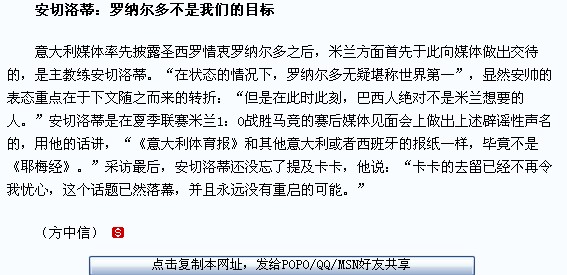 安切洛蒂：罗纳尔多不是我们的目标
意大利媒体率先披露圣西罗情衷罗纳尔多之后，米兰方面首先于此向媒体做出交待
的，是主教练安切洛蒂。“在状态的情况下，罗纳尔多无疑堪称世界第一”，显然安帅的
表态重点在于下文随之而来的转折：“但是在此时此刻，巴西人绝对不是米兰想要的
人。”安切洛蒂是在夏季联赛米兰1：0战胜马竞的赛后媒体见面会上做出上述辟谣性声名
的，用他的话讲，“《意大利体育报》和其他意大利或者西班牙的报纸一样，毕竟不是
《耶梅经》。”采访最后，安切洛蒂还没忘了提及卡卡，他说：“卡卡的去留已经不再令
我忧心，这个话题已然落幕，并且永远没有重启的可能。”
（方中信） S
点击复制本网址，发给POPO/QQ/MSN好友共享